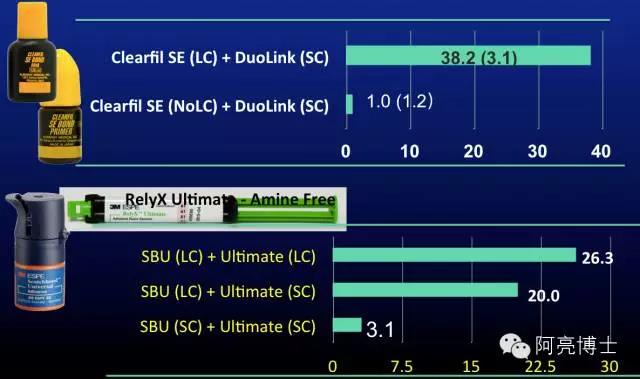 CLEARFIL
SE BOND
BOND
Clearfil SE (LC) + DuoLink (SC)
38.2 (3.1)
Clearfil SE (NoLC) + DuoLink (SC)
1.0 (1.2)
CLEARFIL
SE BOND
PRIMER
0 10 20 30 40
RelyX Ultimate - Amine Free
3M ESPE
RelyX™ Ultimate
3M ESPE
Scotchbond™
Universal
Adhesive
SBU (LC) + Ultimate (LC)
26.3
SBU (LC) + Ultimate (SC)
20.0
SBU (SC) + Ultimate (SC)
3.1
阿亮博士
0 7.5 15 22.5 30